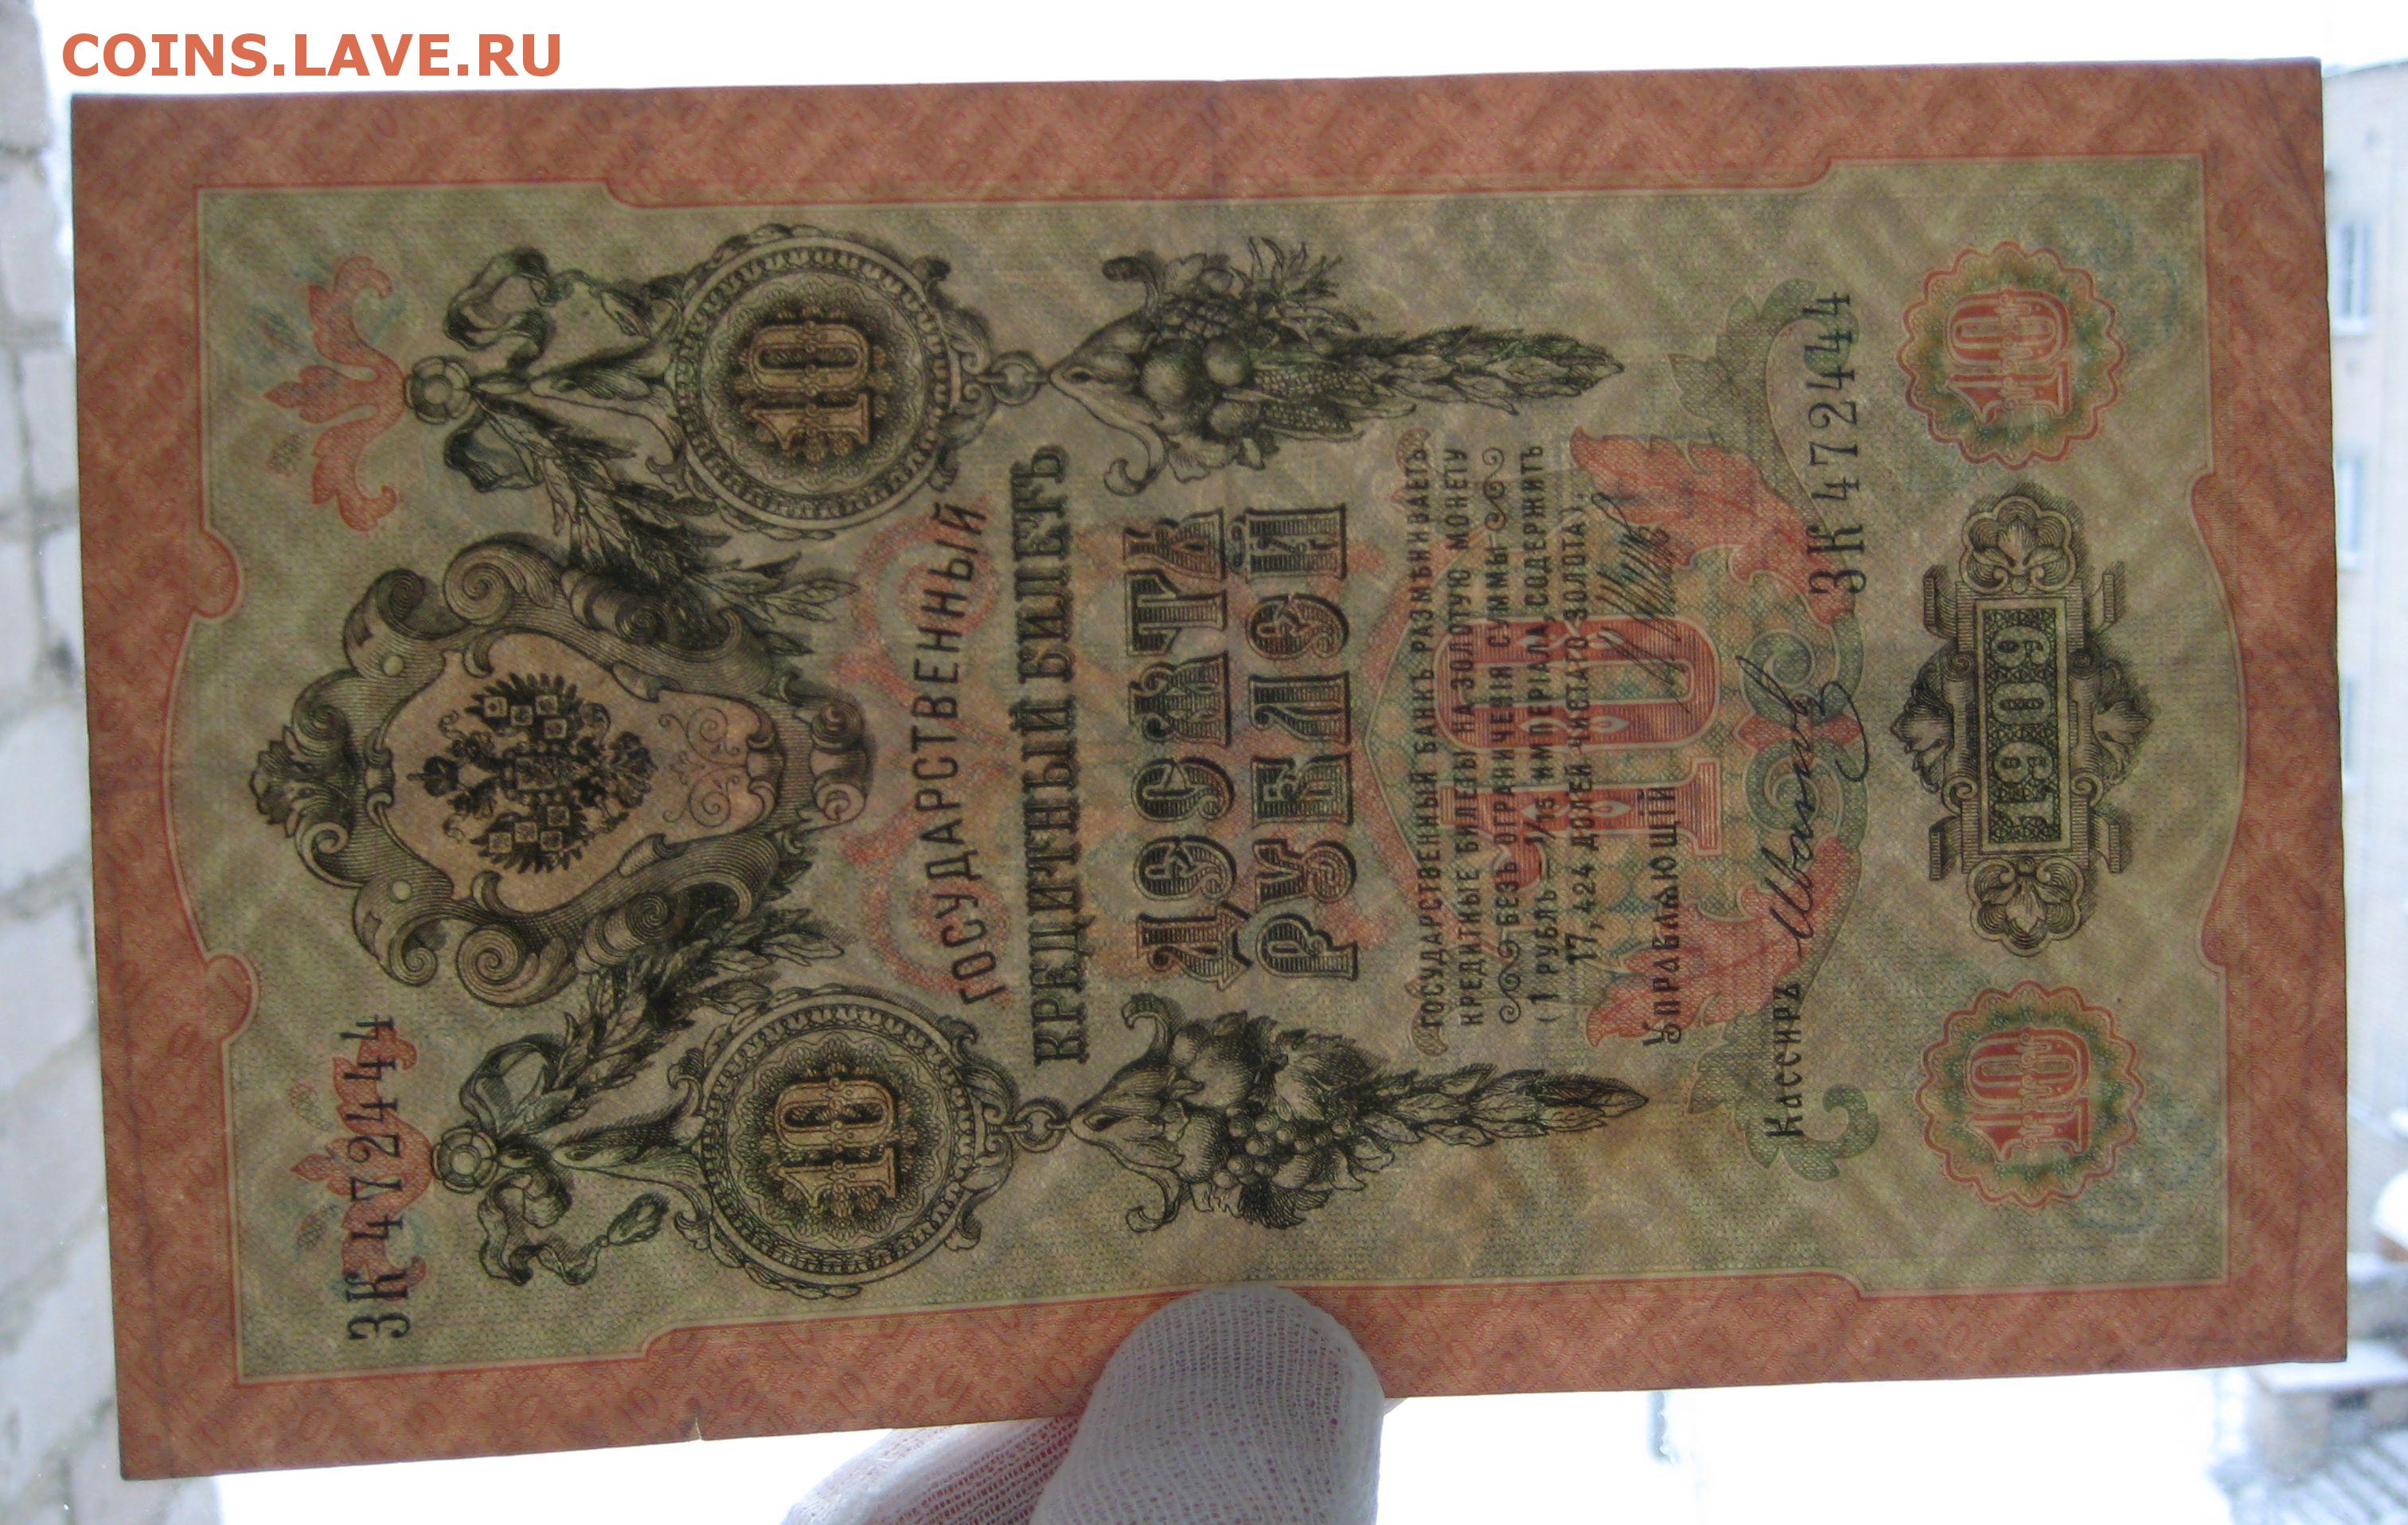 COINS.LAVE.RU
ЗК 472444
10
10
ГОСУДАРСТВЕННЫЙ
КРЕДИТНЫЙ БИЛЕТЪ
ДЕСЯТЬ
РУБЛЕЙ
ГОСУДАРСТВЕННЫЙ БАНКЪ РАЗМѢНИВАЕТЪ
КРЕДИТНЫЕ БИЛЕТЫ НА ЗОЛОТУЮ МОНЕТУ
БЕЗЪ ОГРАНИЧЕНІЯ СУММЫ
(1 РУБЛЬ = 1/15 ИМПЕРІАЛА, СОДЕРЖИТЪ
17,424 ДОЛЕЙ ЧИСТАГО ЗОЛОТА).
10
Управляющій
Кассиръ
ЗК 472444
10
1909
10